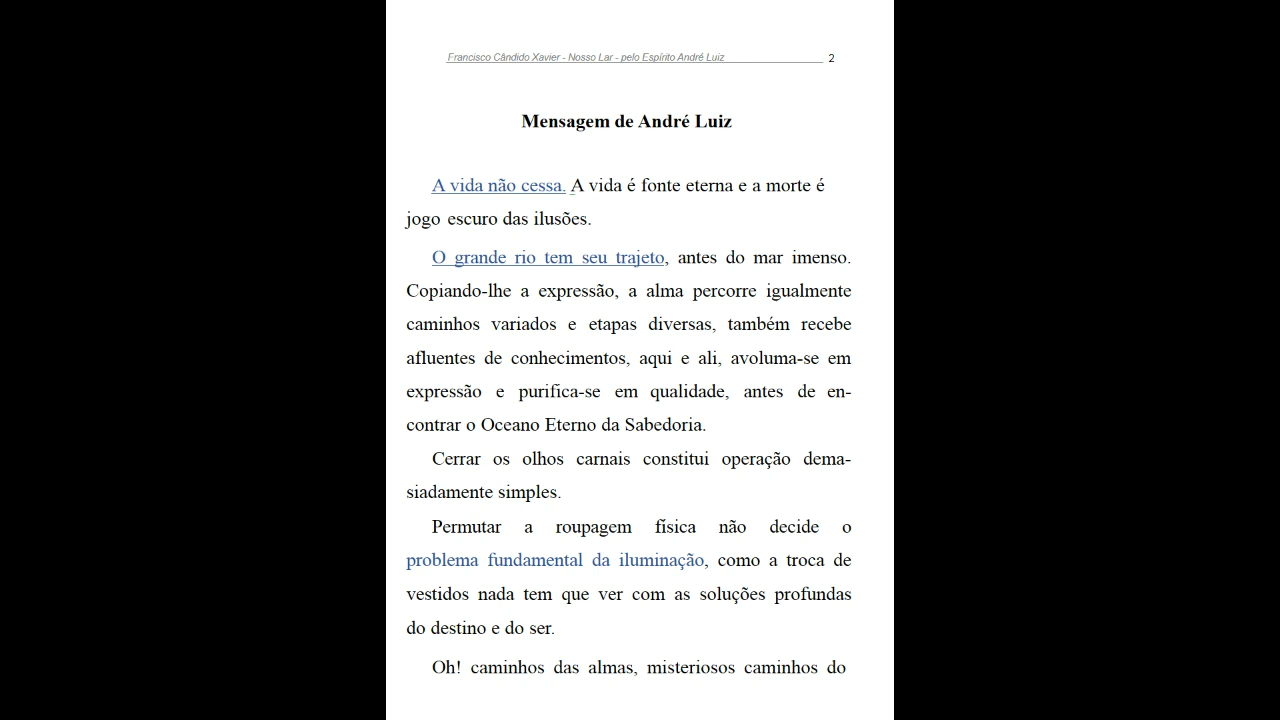 Francisco Cândido Xavier - Nosso Lar - pelo Espírito André Luiz 2
Mensagem de André Luiz
A vida não cessa. A vida é fonte eterna e a morte é
jogo escuro das ilusões.
O grande rio tem seu trajeto, antes do mar imenso.
Copiando-lhe a expressão, a alma percorre igualmente
caminhos variados e etapas diversas, também recebe
afluentes de conhecimentos, aqui e ali, avoluma-se em
expressão e purifica-se em qualidade, antes de en-
contrar o Oceano Eterno da Sabedoria.
Cerrar os olhos carnais constitui operação dema-
siadamente simples.
Permutar a roupagem física não decide o
problema fundamental da iluminação, como a troca de
vestidos nada tem que ver com as soluções profundas
do destino e do ser.
Oh! caminhos das almas, misteriosos caminhos do